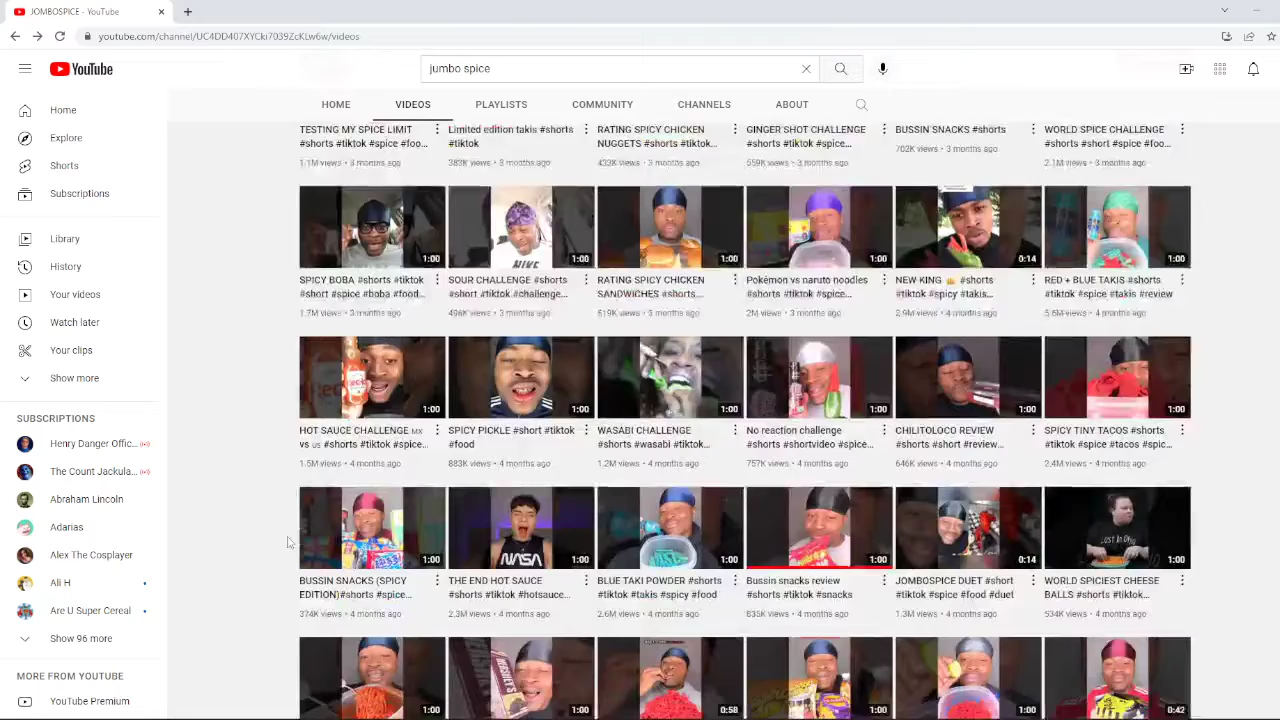 JOMBOSPICE - YouTube
youtube.com/channel/UC4DD407XYCki7039ZcKLw6w/videos
YouTube
jumbo spice
HOME VIDEOS PLAYLISTS COMMUNITY CHANNELS ABOUT
Home
Explore
Shorts
Subscriptions
Library
History
Your videos
Watch later
Your clips
Show more
SUBSCRIPTIONS
Henry Danger Offic...
The Count Jackula...
Abraham Lincoln
Adarias
Alex The Cosplayer
Ali H
Are U Super Cereal
Show 96 more
MORE FROM YOUTUBE
YouTube Premium
TESTING MY SPICE LIMIT
#shorts #tiktok #spice #foo...
1.1M views • 3 months ago
Limited edition takis #shorts
#tiktok
383K views • 3 months ago
RATING SPICY CHICKEN
NUGGETS #shorts #tiktok...
433K views • 3 months ago
GINGER SHOT CHALLENGE
#shorts #tiktok #spice...
559K views • 3 months ago
BUSSIN SNACKS #shorts
702K views • 3 months ago
WORLD SPICE CHALLENGE
#shorts #short #spice #foo...
2.1M views • 3 months ago
1:00
SPICY BOBA #shorts #tiktok
#short #spice #boba #food...
1.7M views • 3 months ago
NIKE
1:00
SOUR CHALLENGE #shorts
#short #tiktok #challenge...
496K views • 3 months ago
1:00
RATING SPICY CHICKEN
SANDWICHES #shorts...
619K views • 3 months ago
1:00
Pokémon vs naruto noodles
#shorts #tiktok #spice...
2M views • 3 months ago
0:14
NEW KING 👑 #shorts
#tiktok #spicy #takis...
2.9M views • 4 months ago
1:00
RED + BLUE TAKIS #shorts
#tiktok #spice #takis #review
5.6M views • 4 months ago
1:00
HOT SAUCE CHALLENGE 🇲🇽
vs 🇺🇸 #shorts #tiktok #spice...
1.5M views • 4 months ago
1:00
SPICY PICKLE #short #tiktok
#food
883K views • 4 months ago
1:00
WASABI CHALLENGE
#shorts #wasabi #tiktok...
1.2M views • 4 months ago
1:00
No reaction challenge
#shorts #shortvideo #spice...
757K views • 4 months ago
1:00
CHILITOLOCO REVIEW
#shorts #short #review...
646K views • 4 months ago
1:00
SPICY TINY TACOS #shorts
#tiktok #spice #tacos #spic...
2.4M views • 4 months ago
1:00
BUSSIN SNACKS (SPICY
EDITION)#shorts #spice...
374K views • 4 months ago
NASA
1:00
THE END HOT SAUCE
#shorts #tiktok #hotsauce...
2.3M views • 4 months ago
1:00
BLUE TAKI POWDER #shorts
#tiktok #takis #spicy #food
2.6M views • 4 months ago
1:00
Bussin snacks review
#shorts #tiktok #snacks
835K views • 4 months ago
0:14
JOMBOSPICE DUET #short
#tiktok #spice #food #duet
1.3M views • 4 months ago
LOST IN OHIO
1:00
WORLD SPICIEST CHEESE
BALLS #shorts #tiktok...
534K views • 4 months ago
1:00
1:00
0:58
1:00
1:00
0:42